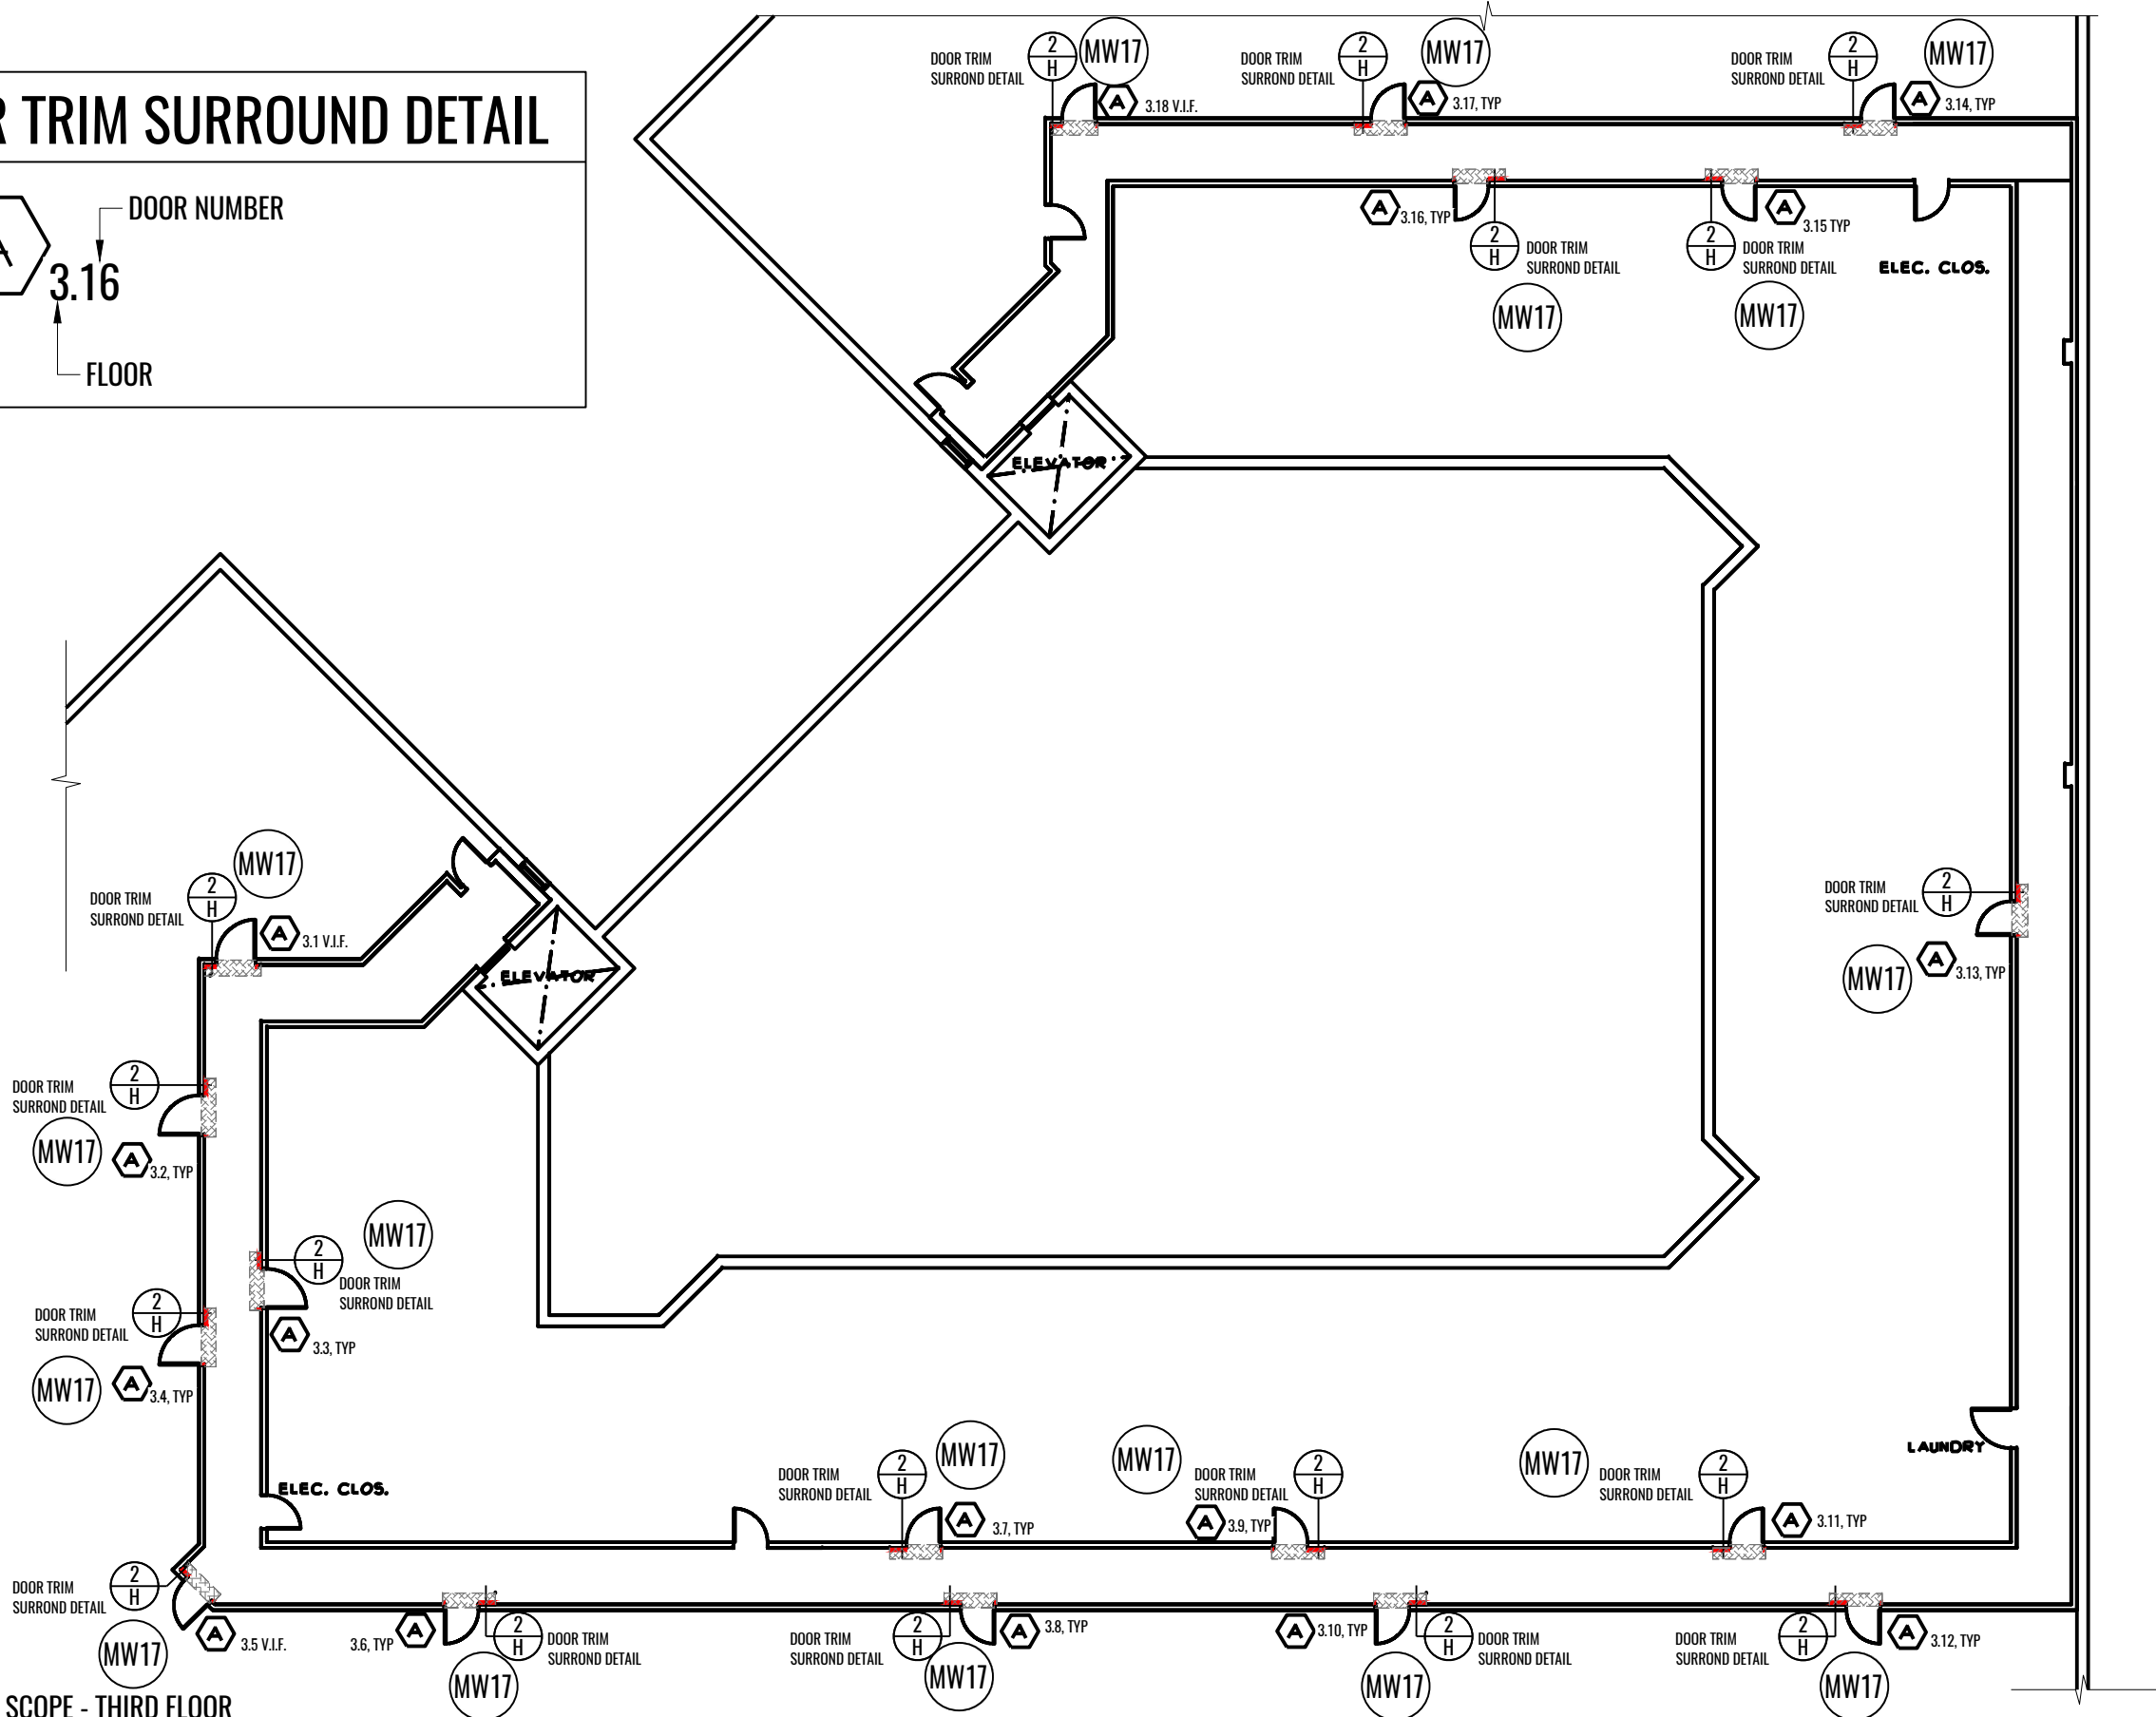 R TRIM SURROUND DETAIL
DOOR NUMBER
A
3.16
FLOOR
DOOR TRIM
SURROND DETAIL
2
H
MW17
A
3.18 V.I.F.
DOOR TRIM
SURROND DETAIL
2
H
MW17
A
3.17, TYP
DOOR TRIM
SURROND DETAIL
2
H
MW17
A
3.14, TYP
A
3.16, TYP
2
H
DOOR TRIM
SURROND DETAIL
MW17
A
3.15 TYP
2
H
DOOR TRIM
SURROND DETAIL
MW17
ELEC. CLOS.
ELEVATOR
MW17
DOOR TRIM
SURROND DETAIL
2
H
A
3.1 V.I.F.
ELEVATOR
DOOR TRIM
SURROND DETAIL
2
H
MW17
A
3.13, TYP
DOOR TRIM
SURROND DETAIL
2
H
MW17
A
3.2, TYP
MW17
2
H
DOOR TRIM
SURROND DETAIL
A
3.3, TYP
DOOR TRIM
SURROND DETAIL
2
H
MW17
A
3.4, TYP
ELEC. CLOS.
DOOR TRIM
SURROND DETAIL
2
H
MW17
A
3.7, TYP
MW17
DOOR TRIM
SURROND DETAIL
2
H
A
3.9, TYP
MW17
DOOR TRIM
SURROND DETAIL
2
H
A
3.11, TYP
LAUNDRY
DOOR TRIM
SURROND DETAIL
2
H
MW17
A
3.5 V.I.F.
3.6, TYP
A
2
H
DOOR TRIM
SURROND DETAIL
MW17
DOOR TRIM
SURROND DETAIL
2
H
MW17
A
3.8, TYP
A
3.10, TYP
2
H
DOOR TRIM
SURROND DETAIL
MW17
DOOR TRIM
SURROND DETAIL
2
H
MW17
A
3.12, TYP
SCOPE - THIRD FLOOR